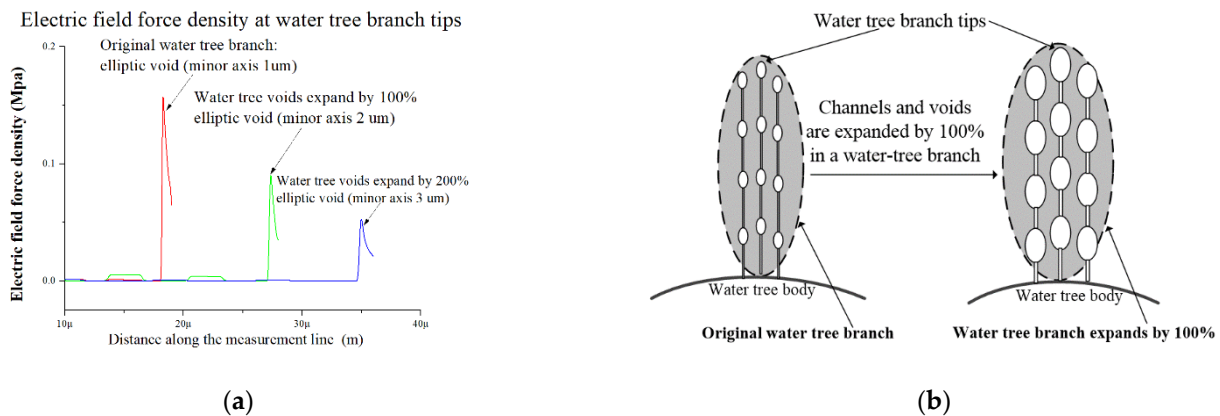 Electric field force density at water tree branch tips
Original water tree branch:
elliptic void (minor axis 1um)
Water tree voids expand by 100%
elliptic void (minor axis 2 um)
Water tree voids expand by 200%
elliptic void (minor axis 3 um)
Electric field force density (Mpa)
0.2
0.1
0.0
10μ
20μ
30μ
40μ
Distance along the measurement line (m)
(a)
Water tree branch tips
Channels and voids
are expanded by 100%
in a water-tree branch
Water tree body
Water tree body
Original water tree branch
Water tree branch expands by 100%
(b)